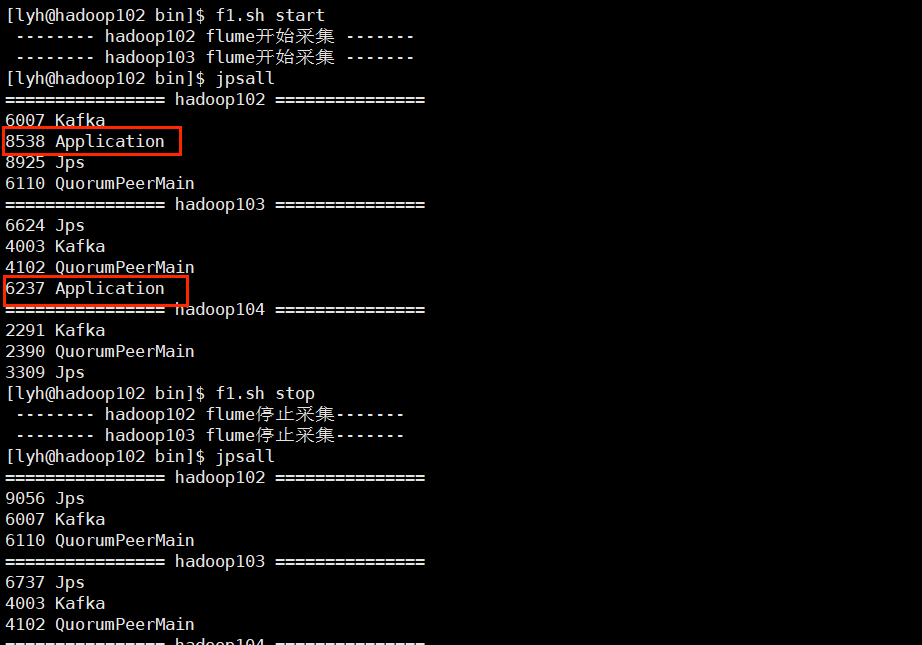 [lyh@hadoop102 bin]$ f1.sh start
 -------- hadoop102 flume开始采集 -------
 -------- hadoop103 flume开始采集 -------
[lyh@hadoop102 bin]$ jpsall
================ hadoop102 ===============
6007 Kafka
8538 Application
8925 Jps
6110 QuorumPeerMain
================ hadoop103 ===============
6624 Jps
4003 Kafka
4102 QuorumPeerMain
6237 Application
================ hadoop104 ===============
2291 Kafka
2390 QuorumPeerMain
3309 Jps
[lyh@hadoop102 bin]$ f1.sh stop
 -------- hadoop102 flume停止采集-------
 -------- hadoop103 flume停止采集-------
[lyh@hadoop102 bin]$ jpsall
================ hadoop102 ===============
9056 Jps
6007 Kafka
6110 QuorumPeerMain
================ hadoop103 ===============
6737 Jps
4003 Kafka
4102 QuorumPeerMain
================ hadoop104 ===============